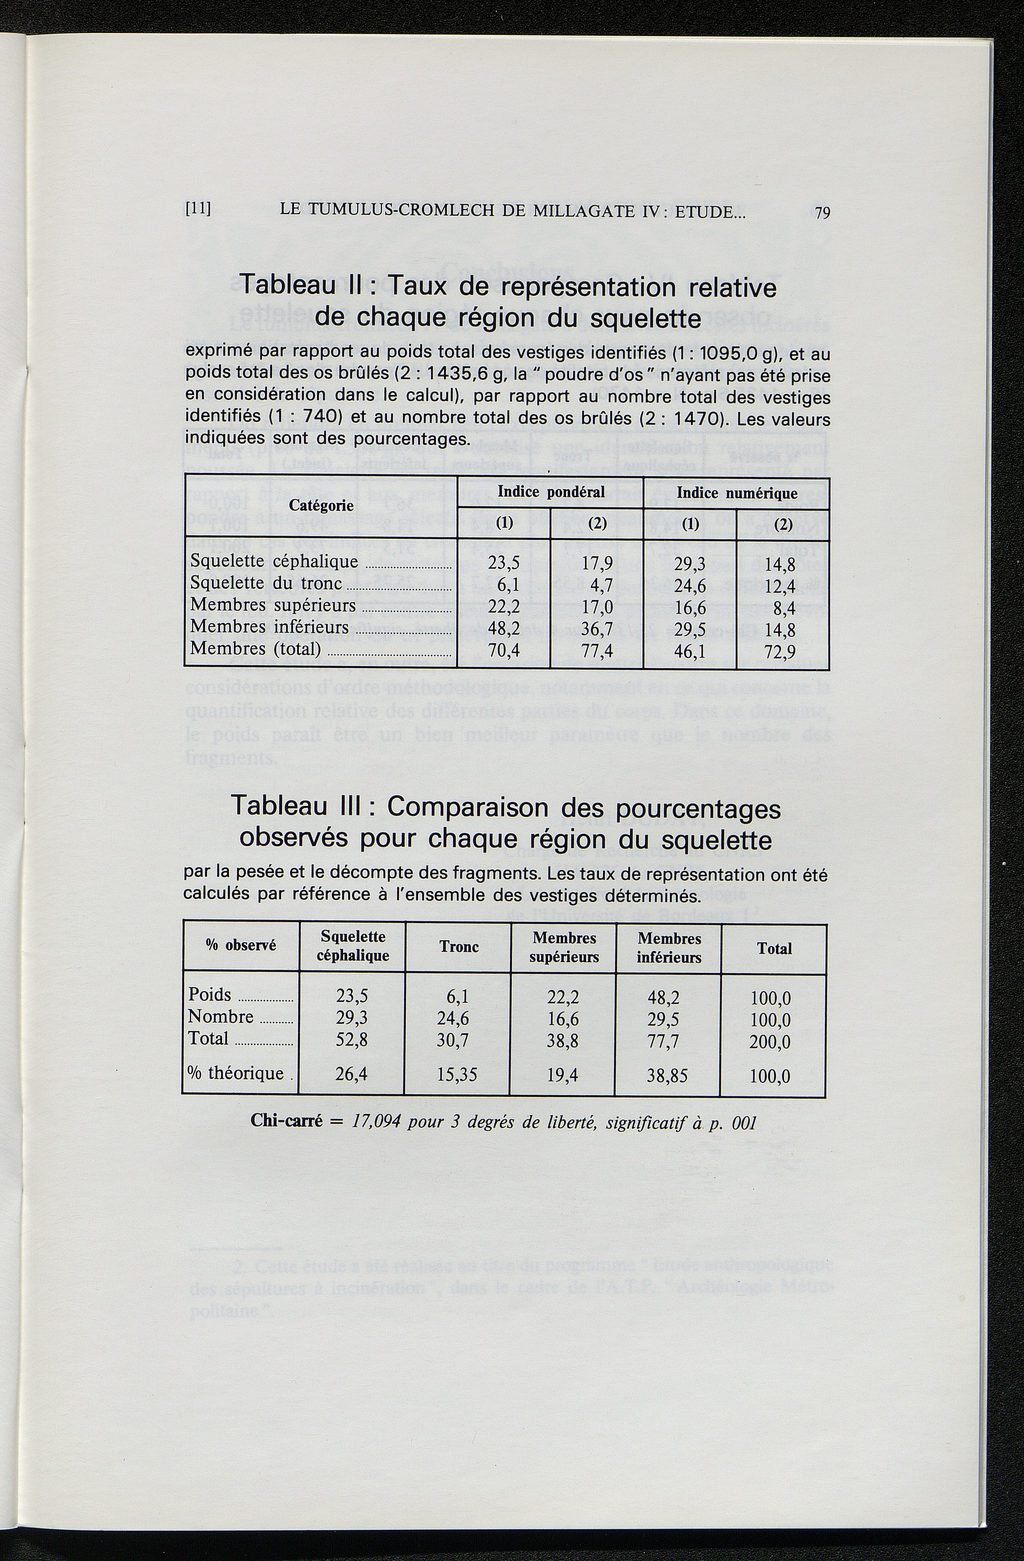 [11] LE TUMULUS-CROMLECH DE MILLAGATE IV : ETUDE... 79
Tableau II : Taux de représentation relative
de chaque région du squelette
exprimé par rapport au poids total des vestiges identifiés (1 : 1095,0 g), et au
poids total des os brûlés (2 : 1435,6 g, la " poudre d'os " n'ayant pas été prise
en considération dans le calcul), par rapport au nombre total des vestiges
identifiés (1 : 740) et au nombre total des os brûlés (2 : 1470). Les valeurs
indiquées sont des pourcentages.
Catégorie Indice pondéral Indice numérique
(1) (2) (1) (2)
Squelette céphalique ........ 23,5 17,9 29,3 14,8
Squelette du tronc ........ 6,1 4,7 24,6 12,4
Membres supérieurs ........ 22,2 17,0 16,6 8,4
Membres inférieurs ........ 48,2 36,7 29,5 14,8
Membres (total) ........ 70,4 77,4 46,1 72,9
Tableau III : Comparaison des pourcentages
observés pour chaque région du squelette
par la pesée et le décompte des fragments. Les taux de représentation ont été
calculés par référence à l'ensemble des vestiges déterminés.
% observé Squelette céphalique Tronc Membres supérieurs Membres inférieurs Total
Poids ........ 23,5 6,1 22,2 48,2 100,0
Nombre ........ 29,3 24,6 16,6 29,5 100,0
Total ........ 52,8 30,7 38,8 77,7 200,0
% théorique . 26,4 15,35 19,4 38,85 100,0
Chi-carré = 17,094 pour 3 degrés de liberté, significatif à p. 001